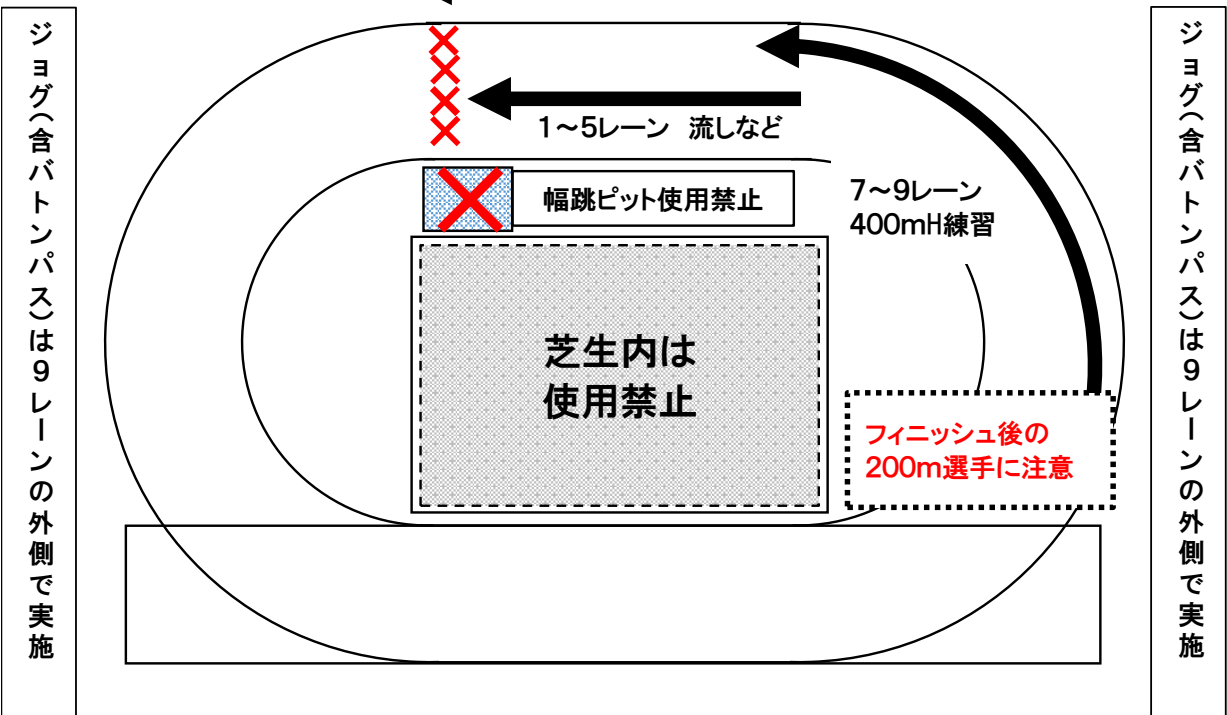 ジョグ（含バトンパス）は９レーンの外側で実施
1～5レーン 流しなど
幅跳ピット使用禁止
7～9レーン
400mH練習
芝生内は
使用禁止
フィニッシュ後の
200m選手に注意
ジョグ（含バトンパス）は９レーンの外側で実施